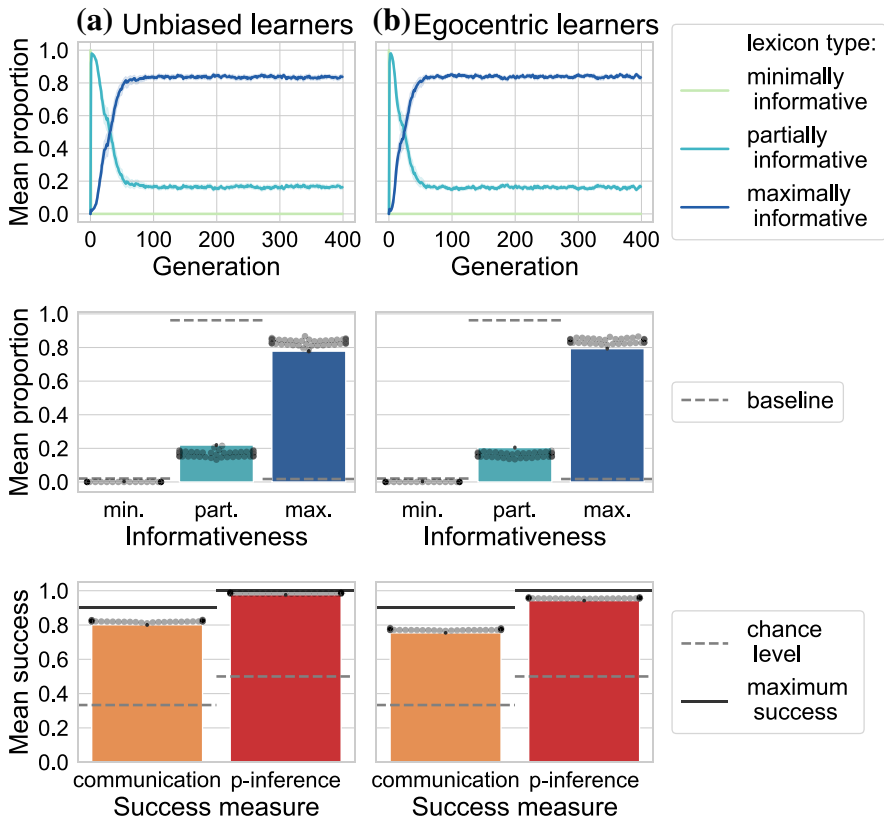 (a) Unbiased learners
(b) Egocentric learners
Mean proportion
1.0
0.8
0.6
0.4
0.2
0.0
0 100 200 300 400
Generation
0 100 200 300 400
Generation
lexicon type:
minimally
informative
partially
informative
maximally
informative
Mean proportion
1.0
0.8
0.6
0.4
0.2
0.0
min. part. max.
Informativeness
min. part. max.
Informativeness
baseline
Mean success
1.0
0.8
0.6
0.4
0.2
0.0
communication p-inference
Success measure
communication p-inference
Success measure
chance
level
maximum
success